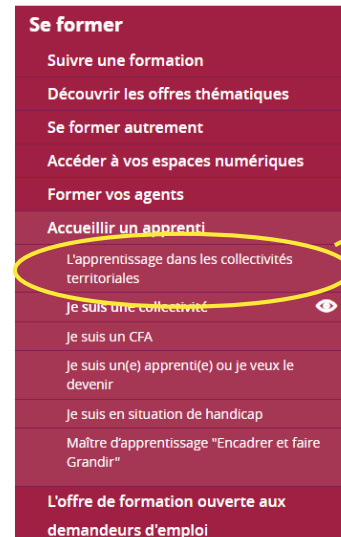 Se former
Suivre une formation
Découvrir les offres thématiques
Se former autrement
Accéder à vos espaces numériques
Former vos agents
Accueillir un apprenti
L'apprentissage dans les collectivités
territoriales
Je suis une collectivité
Je suis un CFA
Je suis un(e) apprenti(e) ou je veux le
devenir
Je suis en situation de handicap
Maître d'apprentissage "Encadrer et faire
Grandir"
L'offre de formation ouverte aux
demandeurs d'emploi